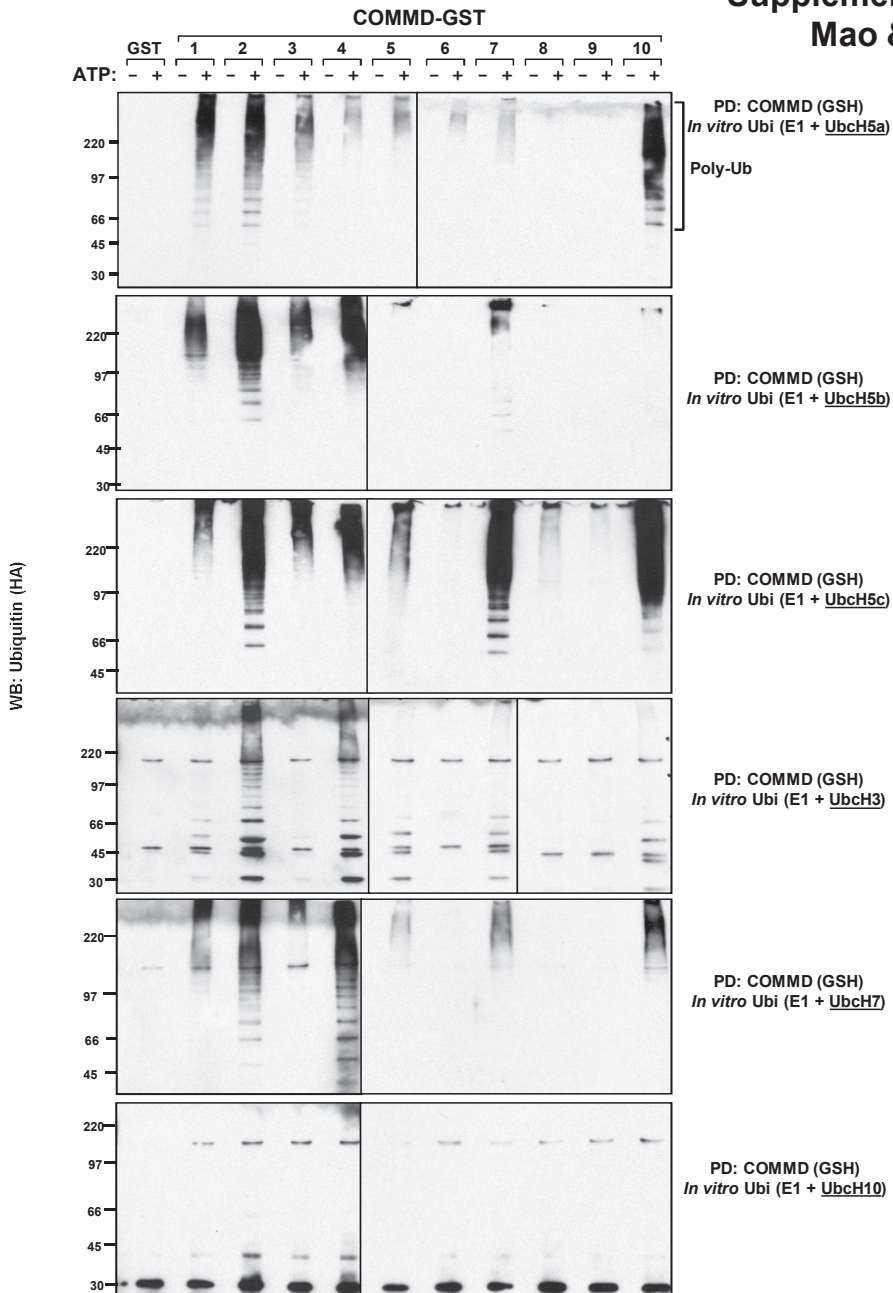 Supplemen
Mao &
COMMD-GST
GST 1 2 3 4 5 6 7 8 9 10
ATP: – + – + – + – + – + – + – + – + – + – + – +
WB: Ubiquitin (HA)
220
97
66
45
30
PD: COMMD (GSH)
In vitro Ubi (E1 + UbcH5a)
Poly-Ub
220
97
66
45
30
PD: COMMD (GSH)
In vitro Ubi (E1 + UbcH5b)
220
97
66
45
PD: COMMD (GSH)
In vitro Ubi (E1 + UbcH5c)
220
97
66
45
30
PD: COMMD (GSH)
In vitro Ubi (E1 + UbcH3)
220
97
66
45
PD: COMMD (GSH)
In vitro Ubi (E1 + UbcH7)
220
97
66
45
30
PD: COMMD (GSH)
In vitro Ubi (E1 + UbcH10)